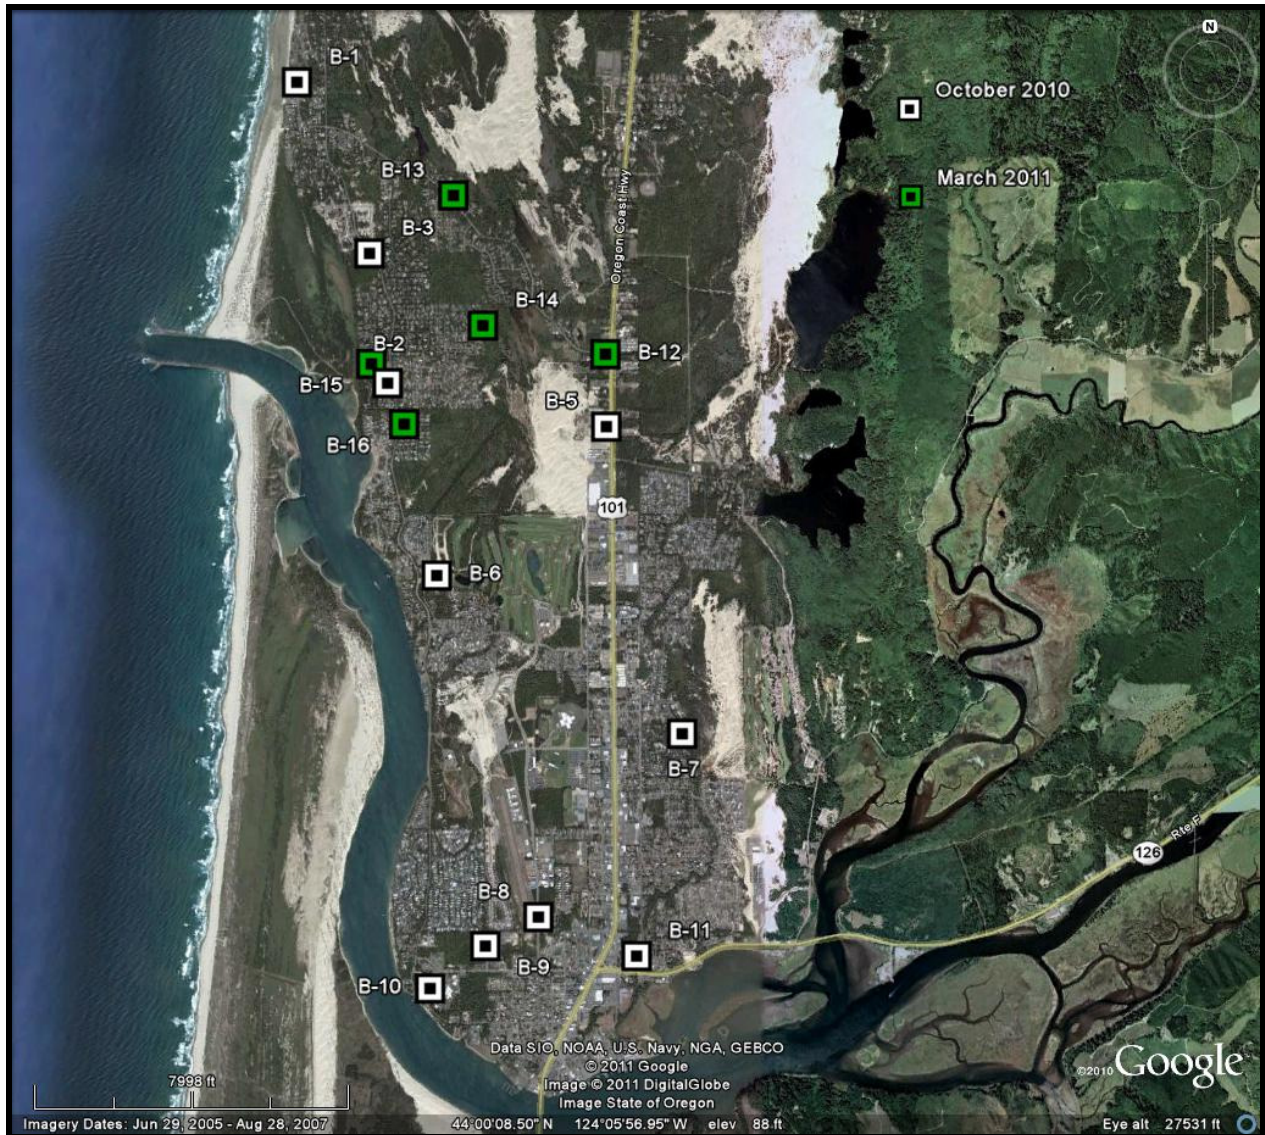 N
B-1
October 2010
B-13
March 2011
B-3
Oregon Coast Hwy
B-14
B-2
B-12
B-15
B-5
B-16
101
B-6
B-7
Rte F
126
B-8
B-11
B-9
B-10
Data SIO, NOAA, U.S. Navy, NGA, GEBCO
© 2011 Google
Image © 2011 DigitalGlobe
Image State of Oregon
©2010 Google
7998 ft
Imagery Dates: Jun 29, 2005 - Aug 28, 2007 44°00'08.50" N 124°05'56.95" W elev 88 ft Eye alt 27531 ft